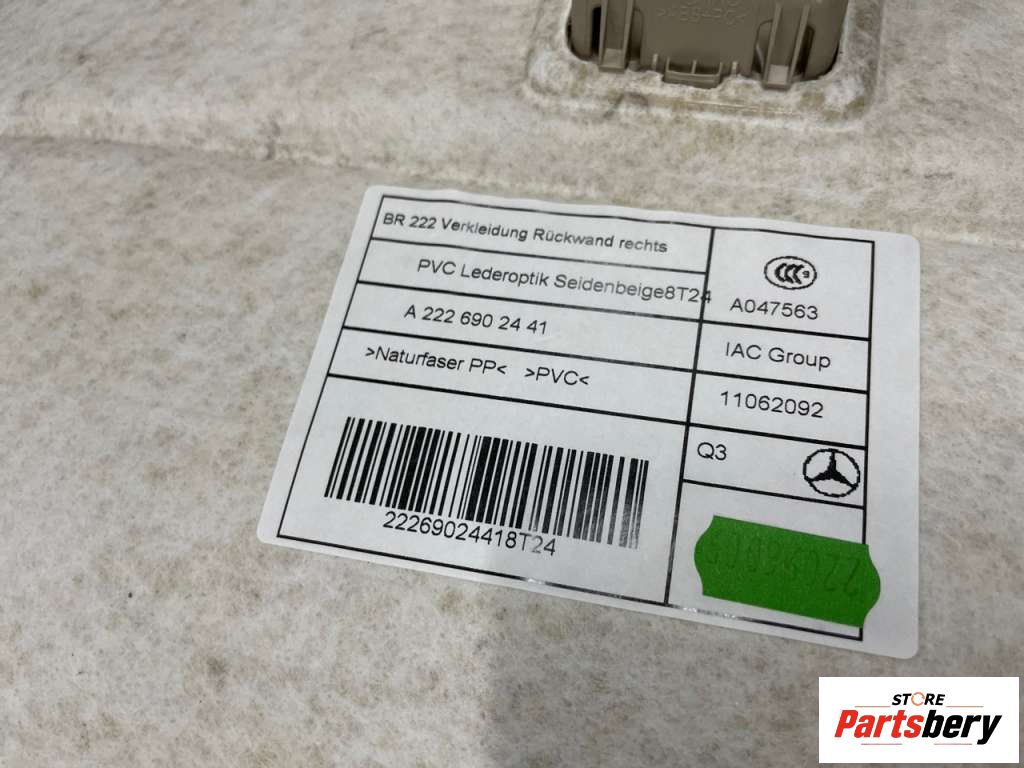 BR 222 Verkleidung Rückwand rechts
PVC Lederoptik Seidenbeige8T24
A 222 690 24 41
>Naturfaser PP< >PVC<
22269024418T24
A047563
IAC Group
11062092
Q3
STORE
Partsbery